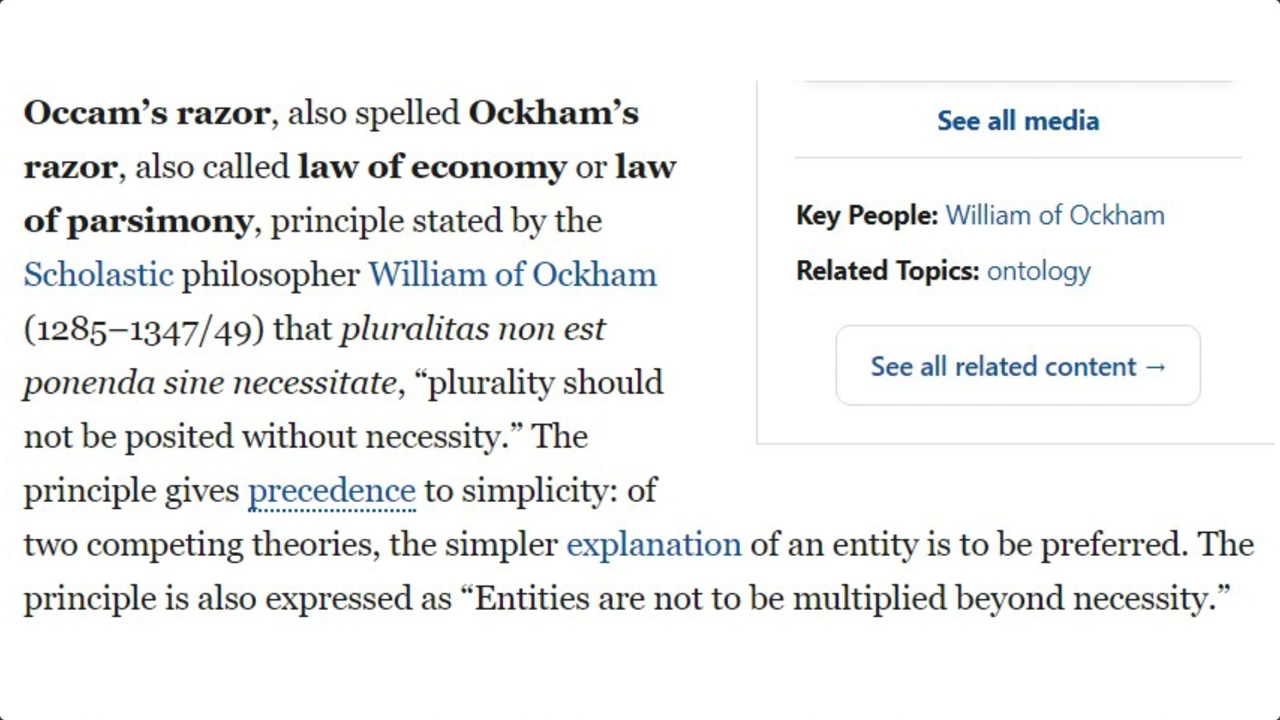 Occam’s razor, also spelled Ockham’s
razor, also called law of economy or law
of parsimony, principle stated by the
Scholastic philosopher William of Ockham
(1285–1347/49) that pluralitas non est
ponenda sine necessitate, “plurality should
not be posited without necessity.” The
principle gives precedence to simplicity: of
two competing theories, the simpler explanation of an entity is to be preferred. The
principle is also expressed as “Entities are not to be multiplied beyond necessity.”
See all media
Key People: William of Ockham
Related Topics: ontology
See all related content →